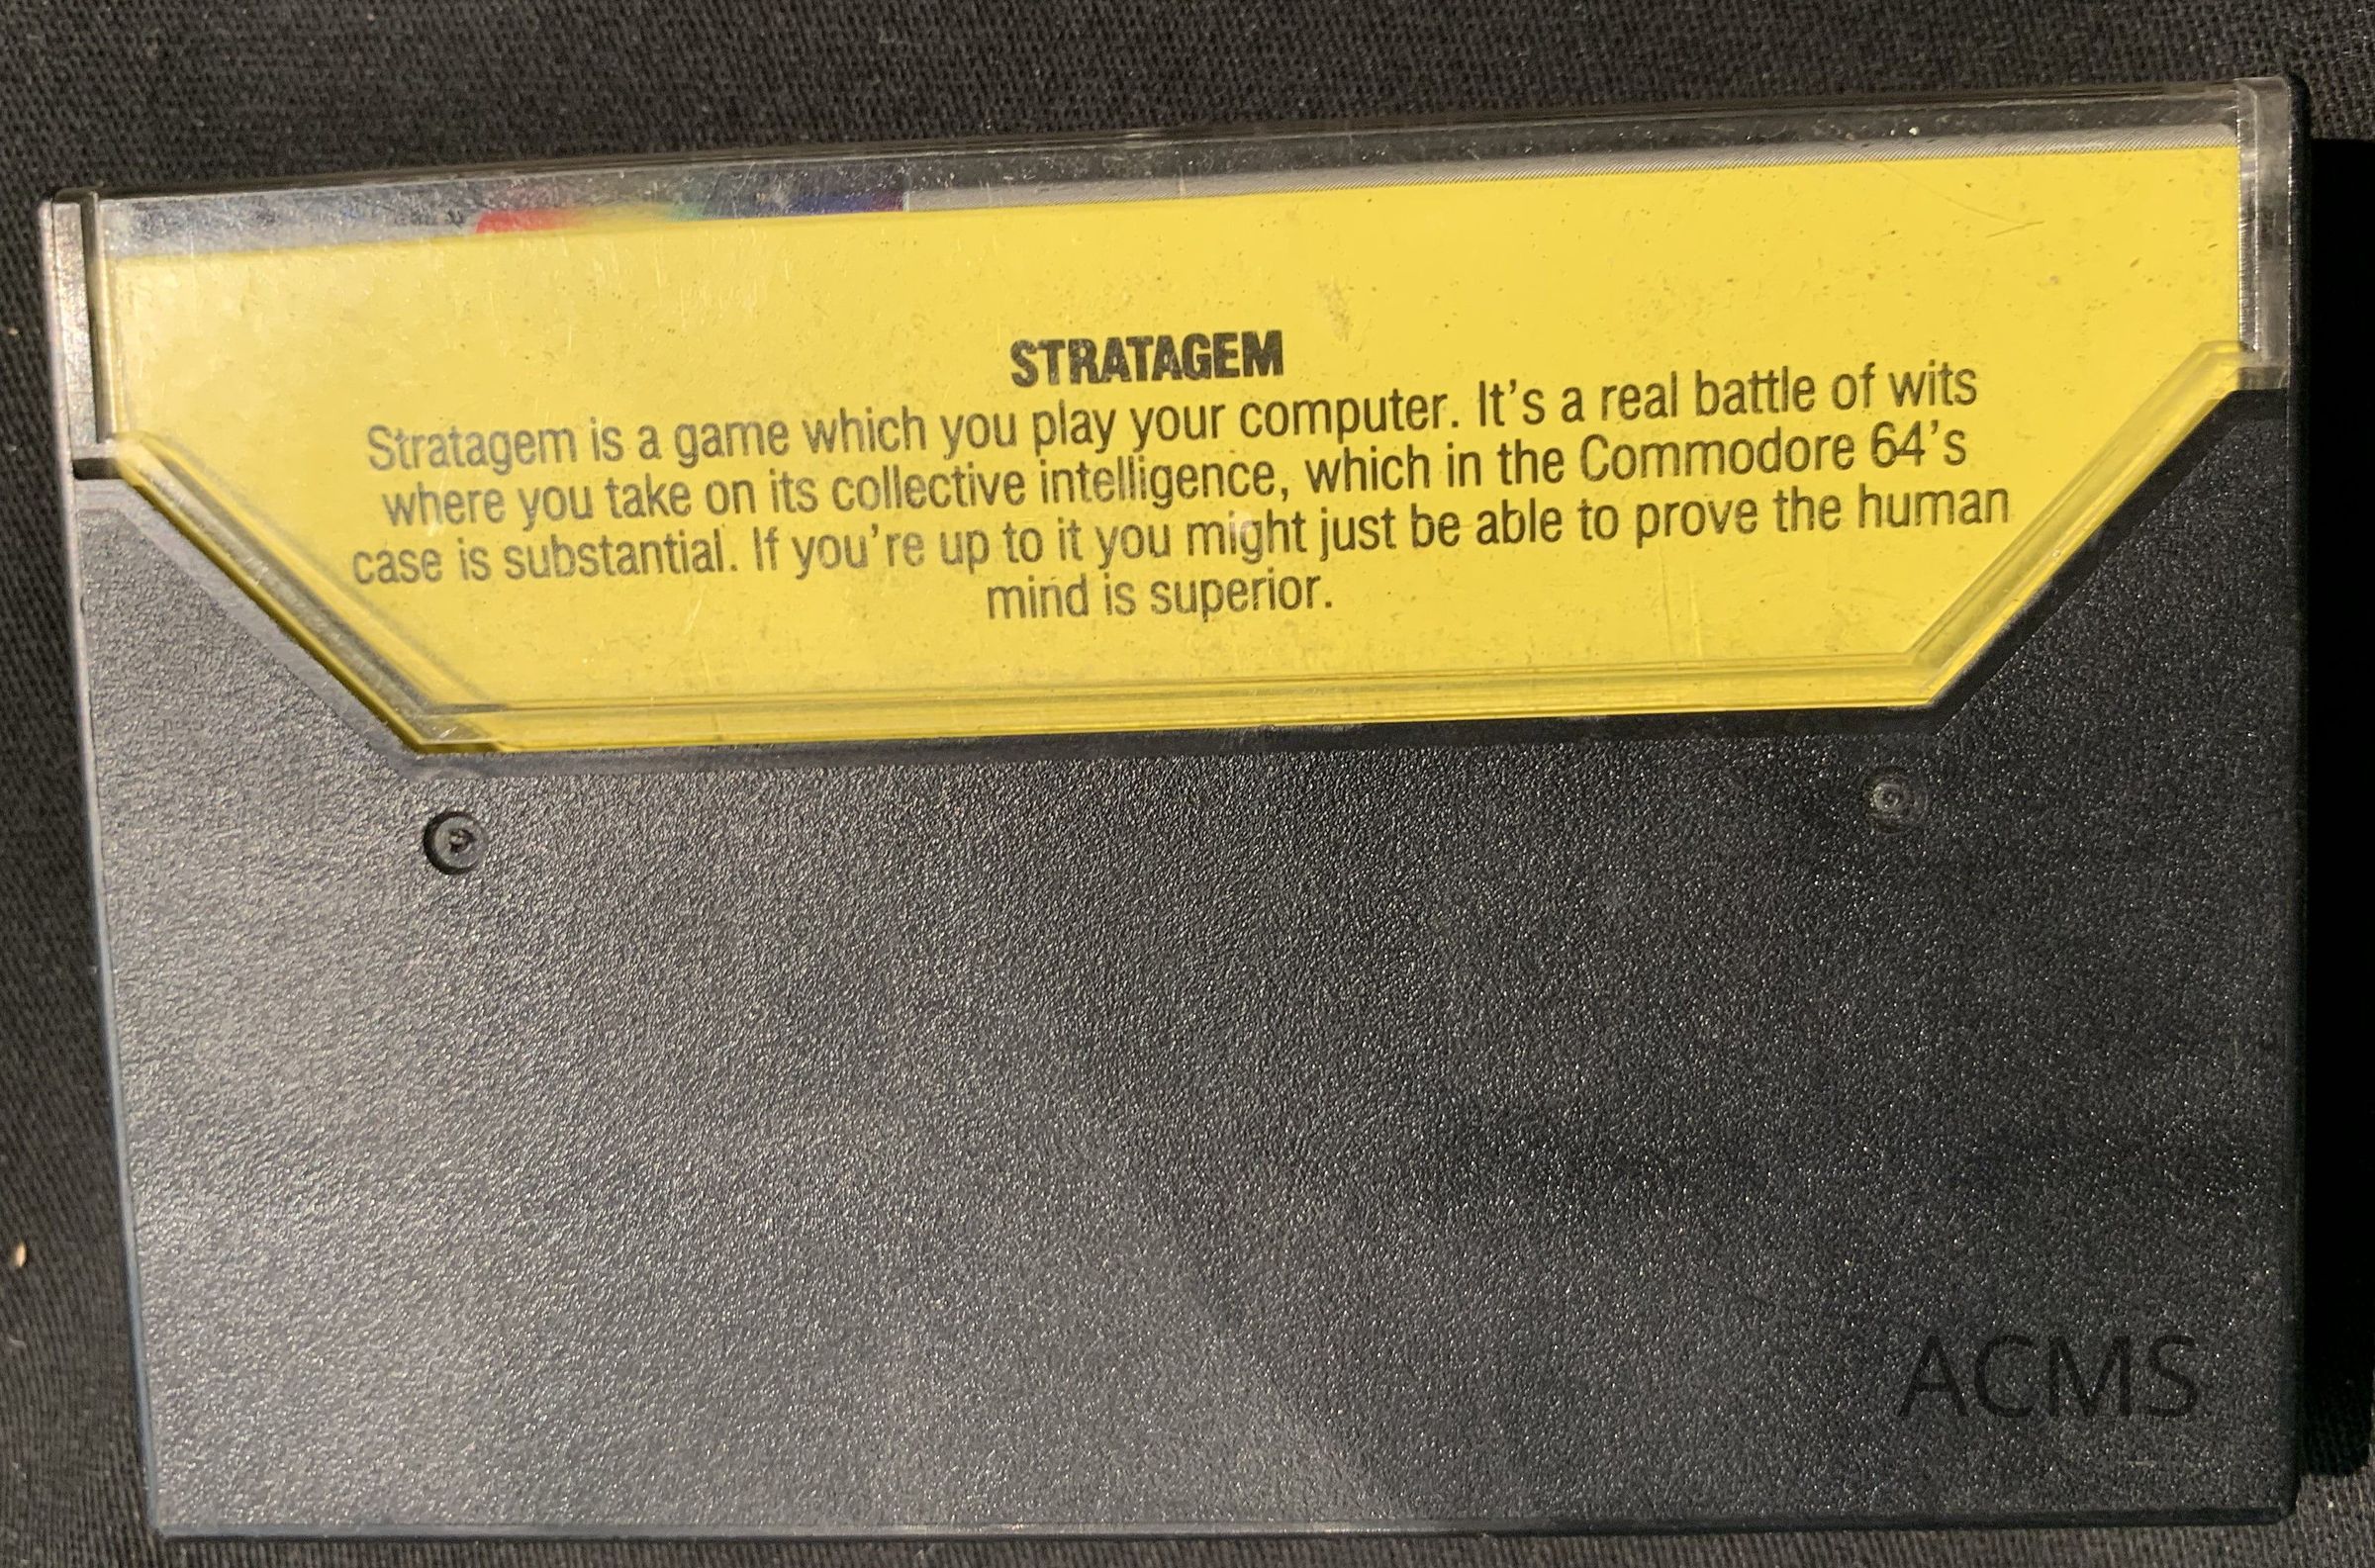 STRATAGEM
Stratagem is a game which you play your computer. It's a real battle of wits
where you take on its collective intelligence, which in the Commodore 64's
case is substantial. If you're up to it you might just be able to prove the human
mind is superior.
ACMS